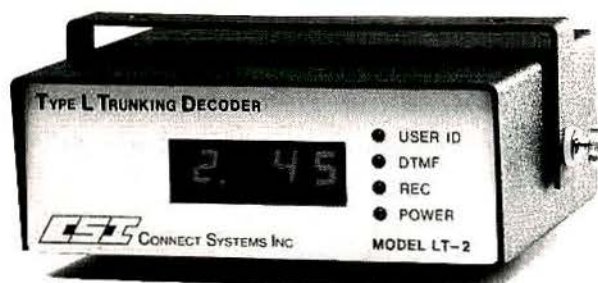 TYPE L TRUNKING DECODER
2. 45
USER ID
DTMF
REC
POWER
CSI CONNECT SYSTEMS INC
MODEL LT-2